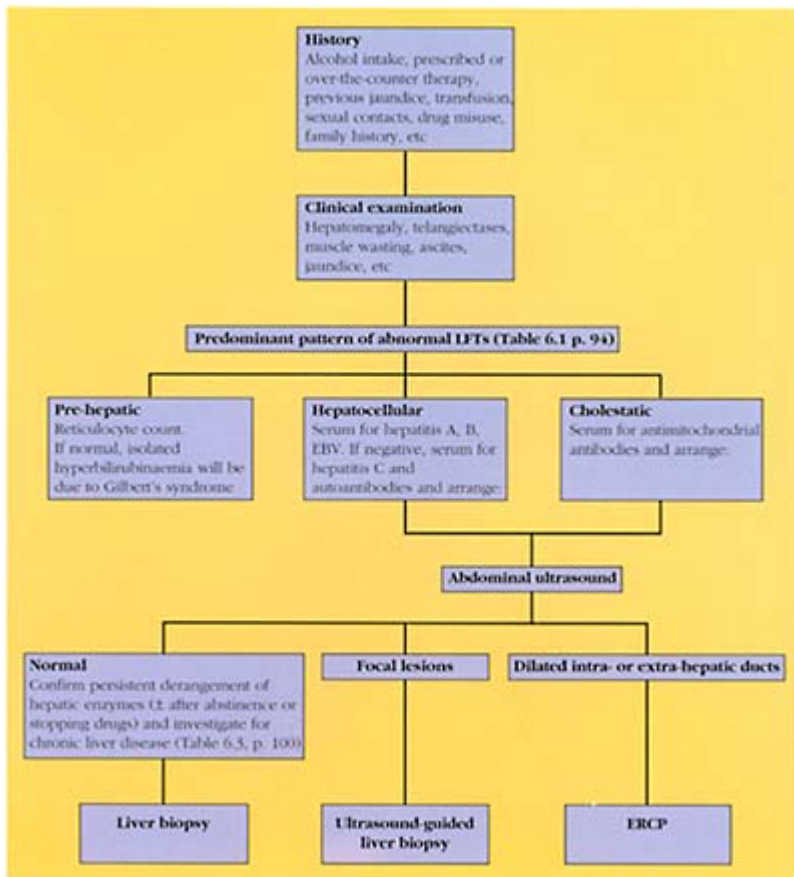 History
Alcohol intake, prescribed or
over-the-counter therapy,
previous jaundice, transfusion,
sexual contacts, drug misuse,
family history, etc
Clinical examination
Hepatomegaly, telangiectases,
muscle wasting, ascites,
jaundice, etc
Predominant pattern of abnormal LFTs (Table 6.1 p. 94)
Pre-hepatic
Reticulocyte count.
If normal, isolated
hyperbilirubinaemia will be
due to Gilbert's syndrome
Hepatocellular
Serum for hepatitis A, B,
EBV. If negative, serum for
hepatitis C and
autoantibodies and arrange:
Cholestatic
Serum for antimitochondrial
antibodies and arrange:
Abdominal ultrasound
Normal
Confirm persistent derangement of
hepatic enzymes (± after abstinence or
stopping drugs) and investigate for
chronic liver disease (Table 6.3, p. 100)
Focal lesions
Dilated intra- or extra-hepatic ducts
Liver biopsy
Ultrasound-guided
liver biopsy
ERCP